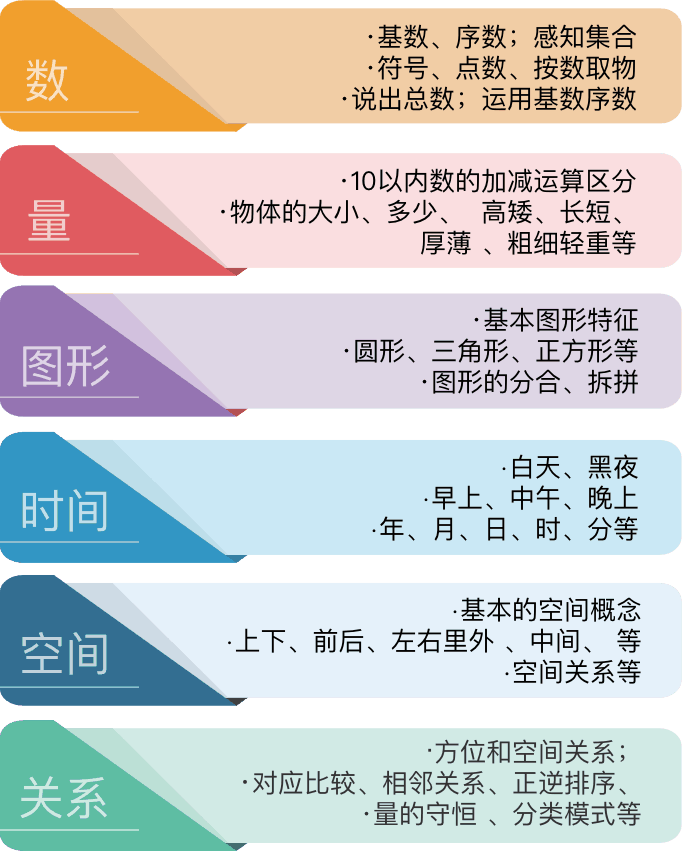 数
·基数、序数；感知集合
·符号、点数、按数取物
·说出总数；运用基数序数
量
·10以内数的加减运算区分
·物体的大小、多少、 高矮、长短、
厚薄 、粗细轻重等
图形
·基本图形特征
·圆形、三角形、正方形等
·图形的分合、拆拼
时间
·白天、黑夜
·早上、中午、晚上
·年、月、日、时、分等
空间
·基本的空间概念
·上下、前后、左右里外 、中间、 等
·空间关系等
关系
·方位和空间关系；
·对应比较、相邻关系、正逆排序、
·量的守恒 、分类模式等